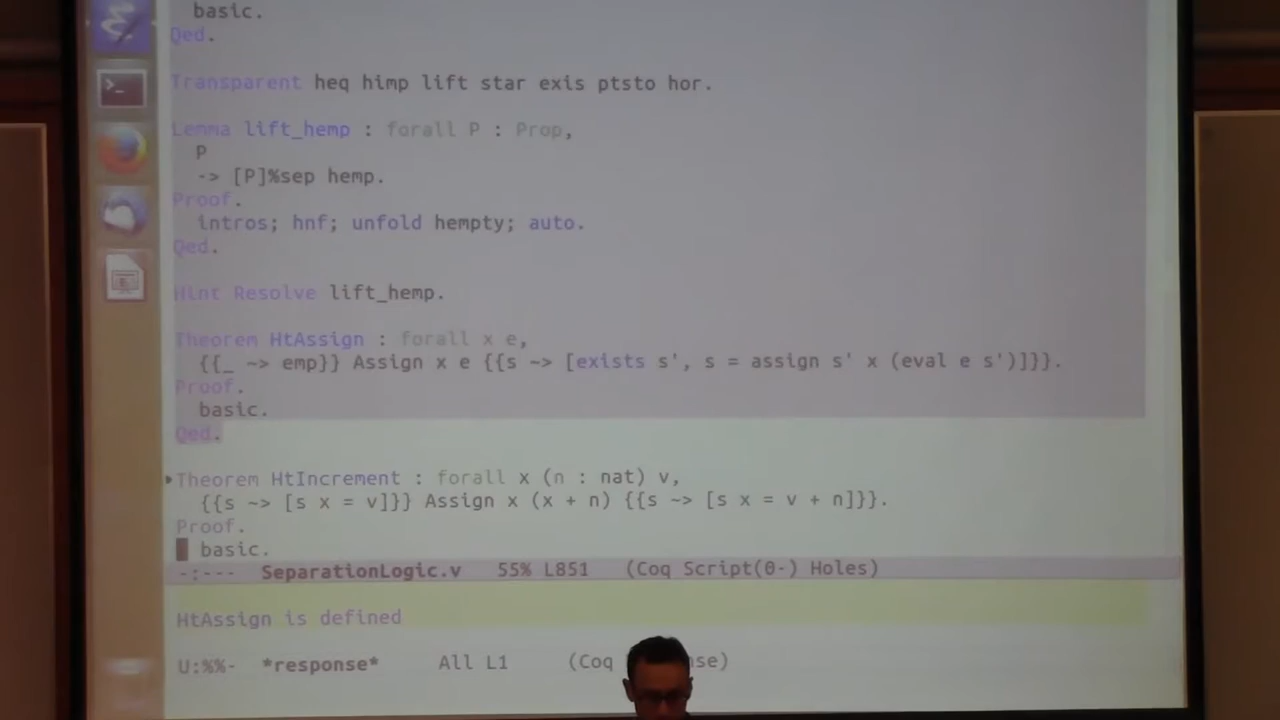 basic.
Qed.
Transparent heq himp lift star exis ptsto hor.
Lemma lift_hemp : forall P : Prop,
P
-> [P]%sep hemp.
Proof.
intros; hnf; unfold hempty; auto.
Qed.
Hint Resolve lift_hemp.
Theorem HtAssign : forall x e,
{{_ ~> emp}} Assign x e {{s ~> [exists s', s = assign s' x (eval e s')]}}.
Proof.
basic.
Qed.
Theorem HtIncrement : forall x (n : nat) v,
{{s ~> [s x = v]}} Assign x (x + n) {{s ~> [s x = v + n]}}.
Proof.
basic.
-:--- SeparationLogic.v 55% L851 (Coq Script(0-) Holes)
HtAssign is defined
U:%%- *response* All L1 (Coq se)